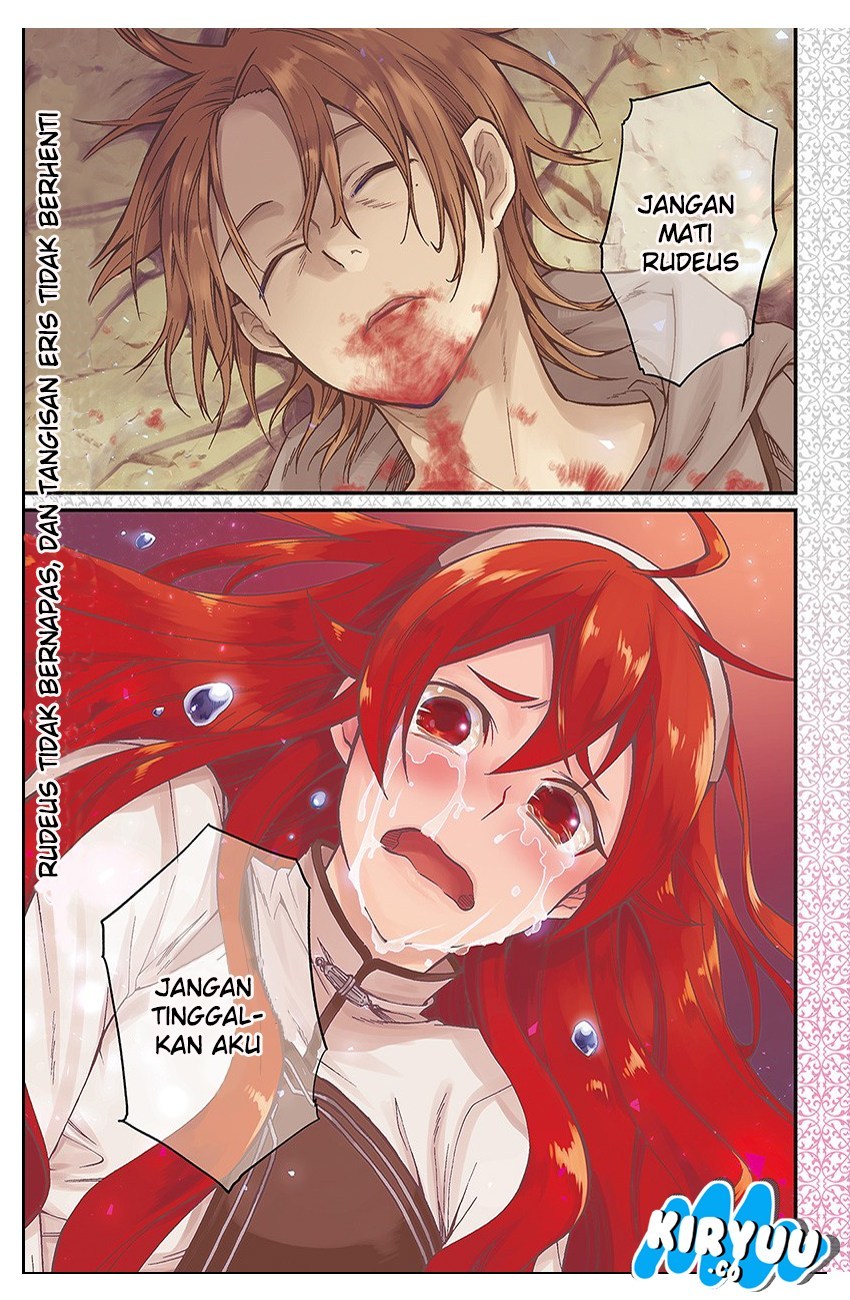 RUDEUS TIDAK BERNAPAS, DAN TANGISAN ERIS TIDAK BERHENTI
JANGAN
MATI
RUDEUS
JANGAN
TINGGAL-
KAN AKU
KIRYUU
.CO